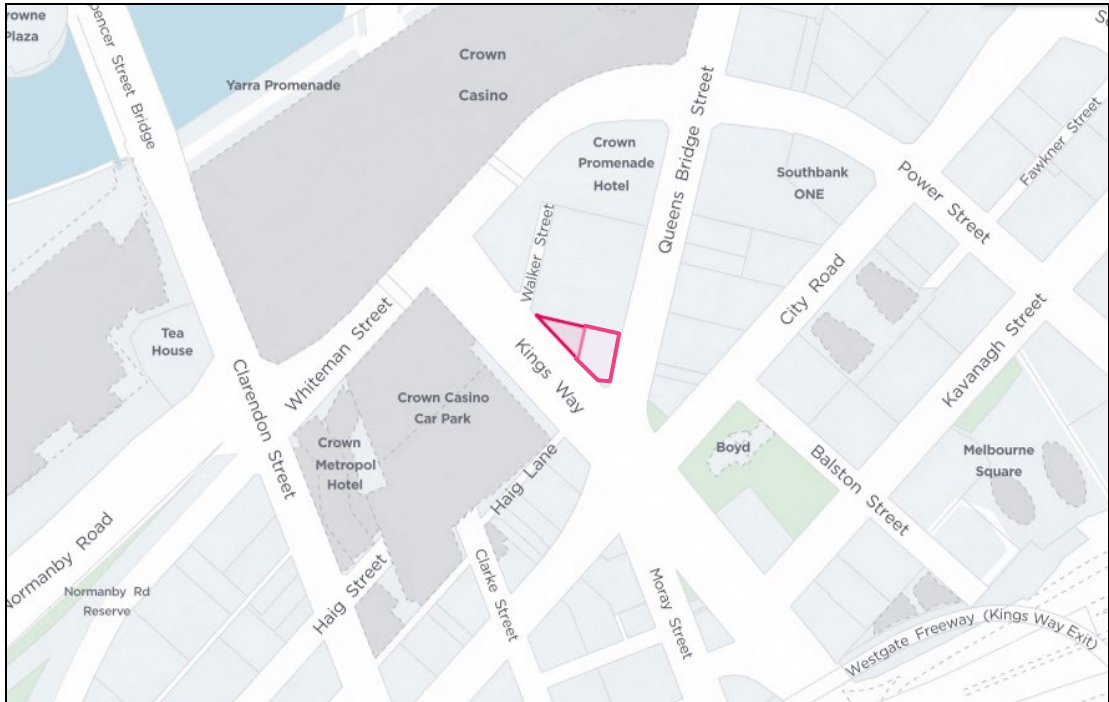 rowne
Plaza
pencer Street Bridge
Yarra Promenade
Crown
Casino
Crown
Promenade
Hotel
Queens Bridge Street
Southbank
ONE
Power Street
Fawkner Street
Walker Street
City Road
Tea
House
Whiteman Street
Kings Way
Kavanagh Street
Clarendon Street
Crown Casino
Car Park
Crown
Metropol
Hotel
Haig Lane
Boyd
Balston Street
Melbourne
Square
Normanby Road
Normanby Rd
Reserve
Haig Street
Clarke Street
Moray Street
Westgate Freeway (Kings Way Exit)